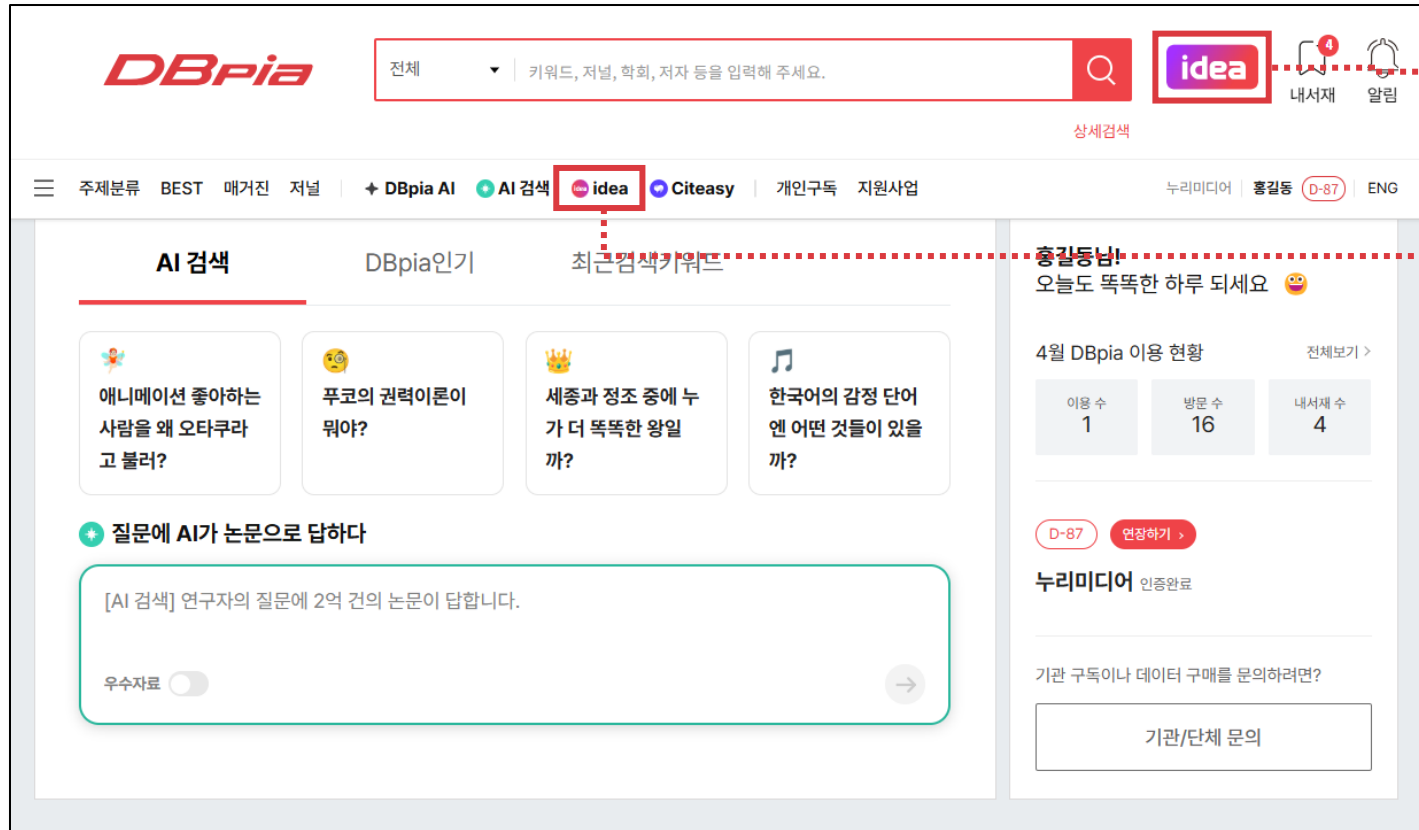 DBpia
전체
키워드, 저널, 학회, 저자 등을 입력해 주세요.
idea
4
내서재
알림
상세검색
주제분류 BEST 매거진 저널 DBpia AI AI 검색 idea idea Citeasy 개인구독 지원사업 누리미디어 홍길동 D-87 ENG
AI 검색 DBpia인기 최근검색키워드
애니메이션 좋아하는
사람을 왜 오타쿠라
고 불러?
푸코의 권력이론이
뭐야?
세종과 정조 중에 누
가 더 똑똑한 왕일
까?
한국어의 감정 단어
엔 어떤 것들이 있을
까?
질문에 AI가 논문으로 답하다
[AI 검색] 연구자의 질문에 2억 건의 논문이 답합니다.
우수자료
홍길동님!
오늘도 똑똑한 하루 되세요
4월 DBpia 이용 현황 전체보기 >
이용 수
1
방문 수
16
내서재 수
4
D-87 연장하기 >
누리미디어 인증완료
기관 구독이나 데이터 구매를 문의하려면?
기관/단체 문의